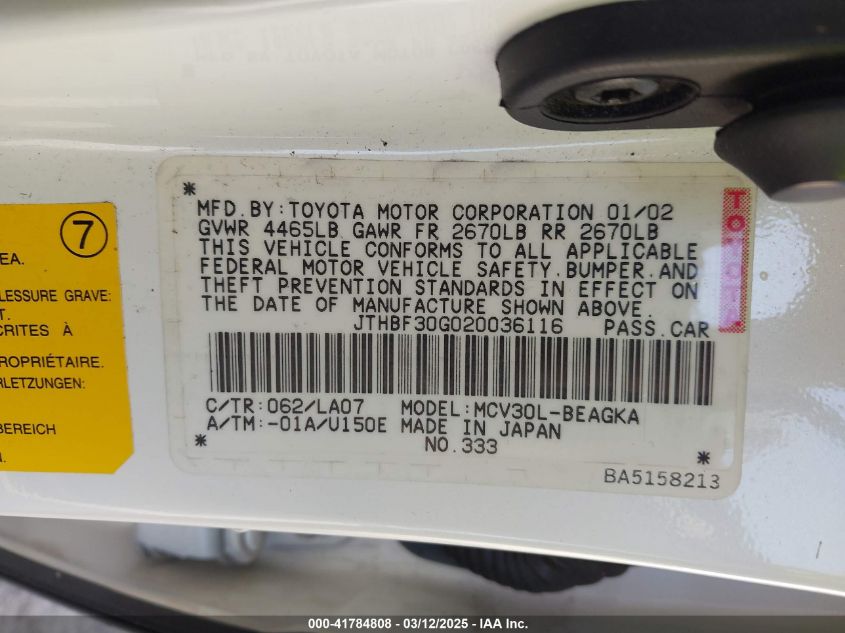 MFD.BY:TOYOTA MOTOR CORPORATION 01/02
GVWR 4465LB GAWR FR 2670LB RR 2670LB
THIS VEHICLE CONFORMS TO ALL APPLICABLE
FEDERAL MOTOR VEHICLE SAFETY.BUMPER.AND
THEFT PREVENTION STANDARDS IN EFFECT ON
THE DATE OF MANUFACTURE SHOWN ABOVE.
JTHBF30G020036116 PASS.CAR
C/TR:062/LA07 MODEL:MCV30L-BEAGKA
A/TM:-01A/U150E MADE IN JAPAN
NO.333
BA5158213
TOYOTA
7
EA.
LESSURE GRAVE:
T.
CRITES À
ROPRIÉTAIRE.
RLETZUNGEN:
BEREICH
N.
000-41784808 - 03/12/2025 - IAA Inc.